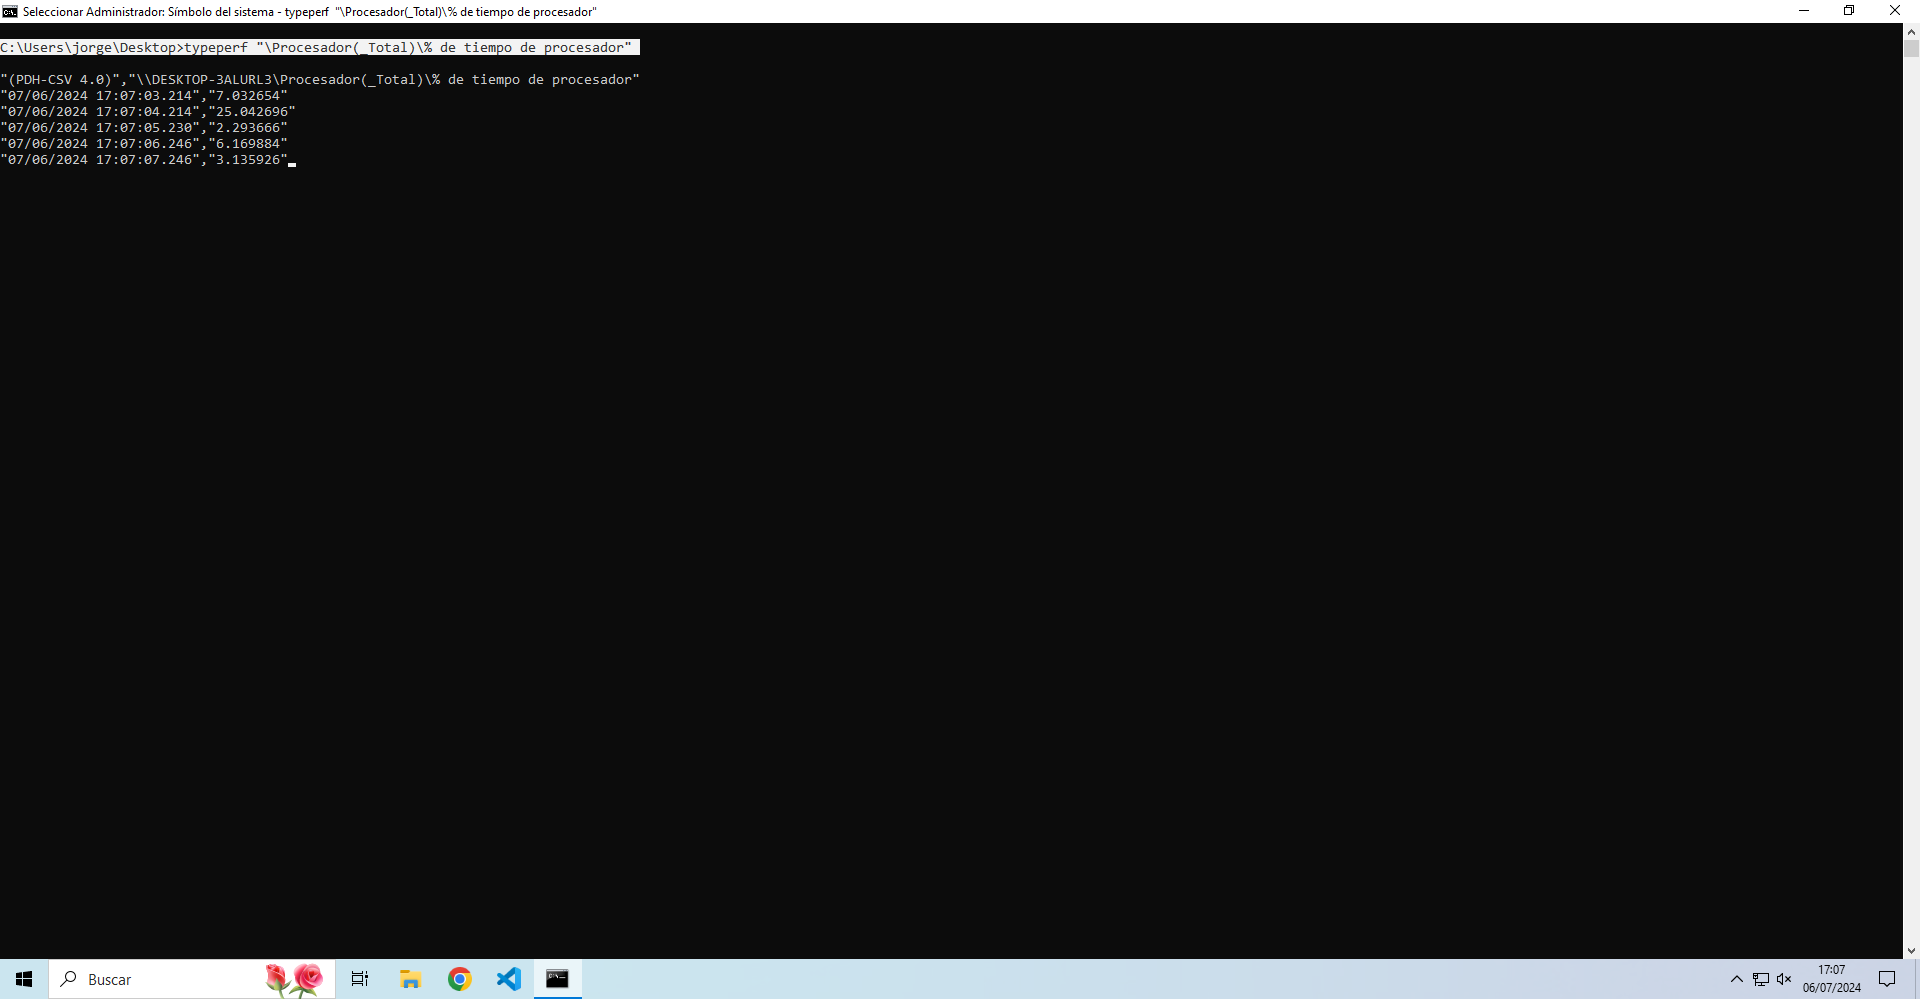 Seleccionar Administrador: Símbolo del sistema - typeperf  "\Procesador(_Total)\% de tiempo de procesador"
C:\Users\jorge\Desktop>typeperf "\Procesador(_Total)\% de tiempo de procesador"
"(PDH-CSV 4.0)","\\DESKTOP-3ALURL3\Procesador(_Total)\% de tiempo de procesador"
"07/06/2024 17:07:03.214","7.032654"
"07/06/2024 17:07:04.214","25.042696"
"07/06/2024 17:07:05.230","2.293666"
"07/06/2024 17:07:06.246","6.169884"
"07/06/2024 17:07:07.246","3.135926"
Buscar
17:07
06/07/2024